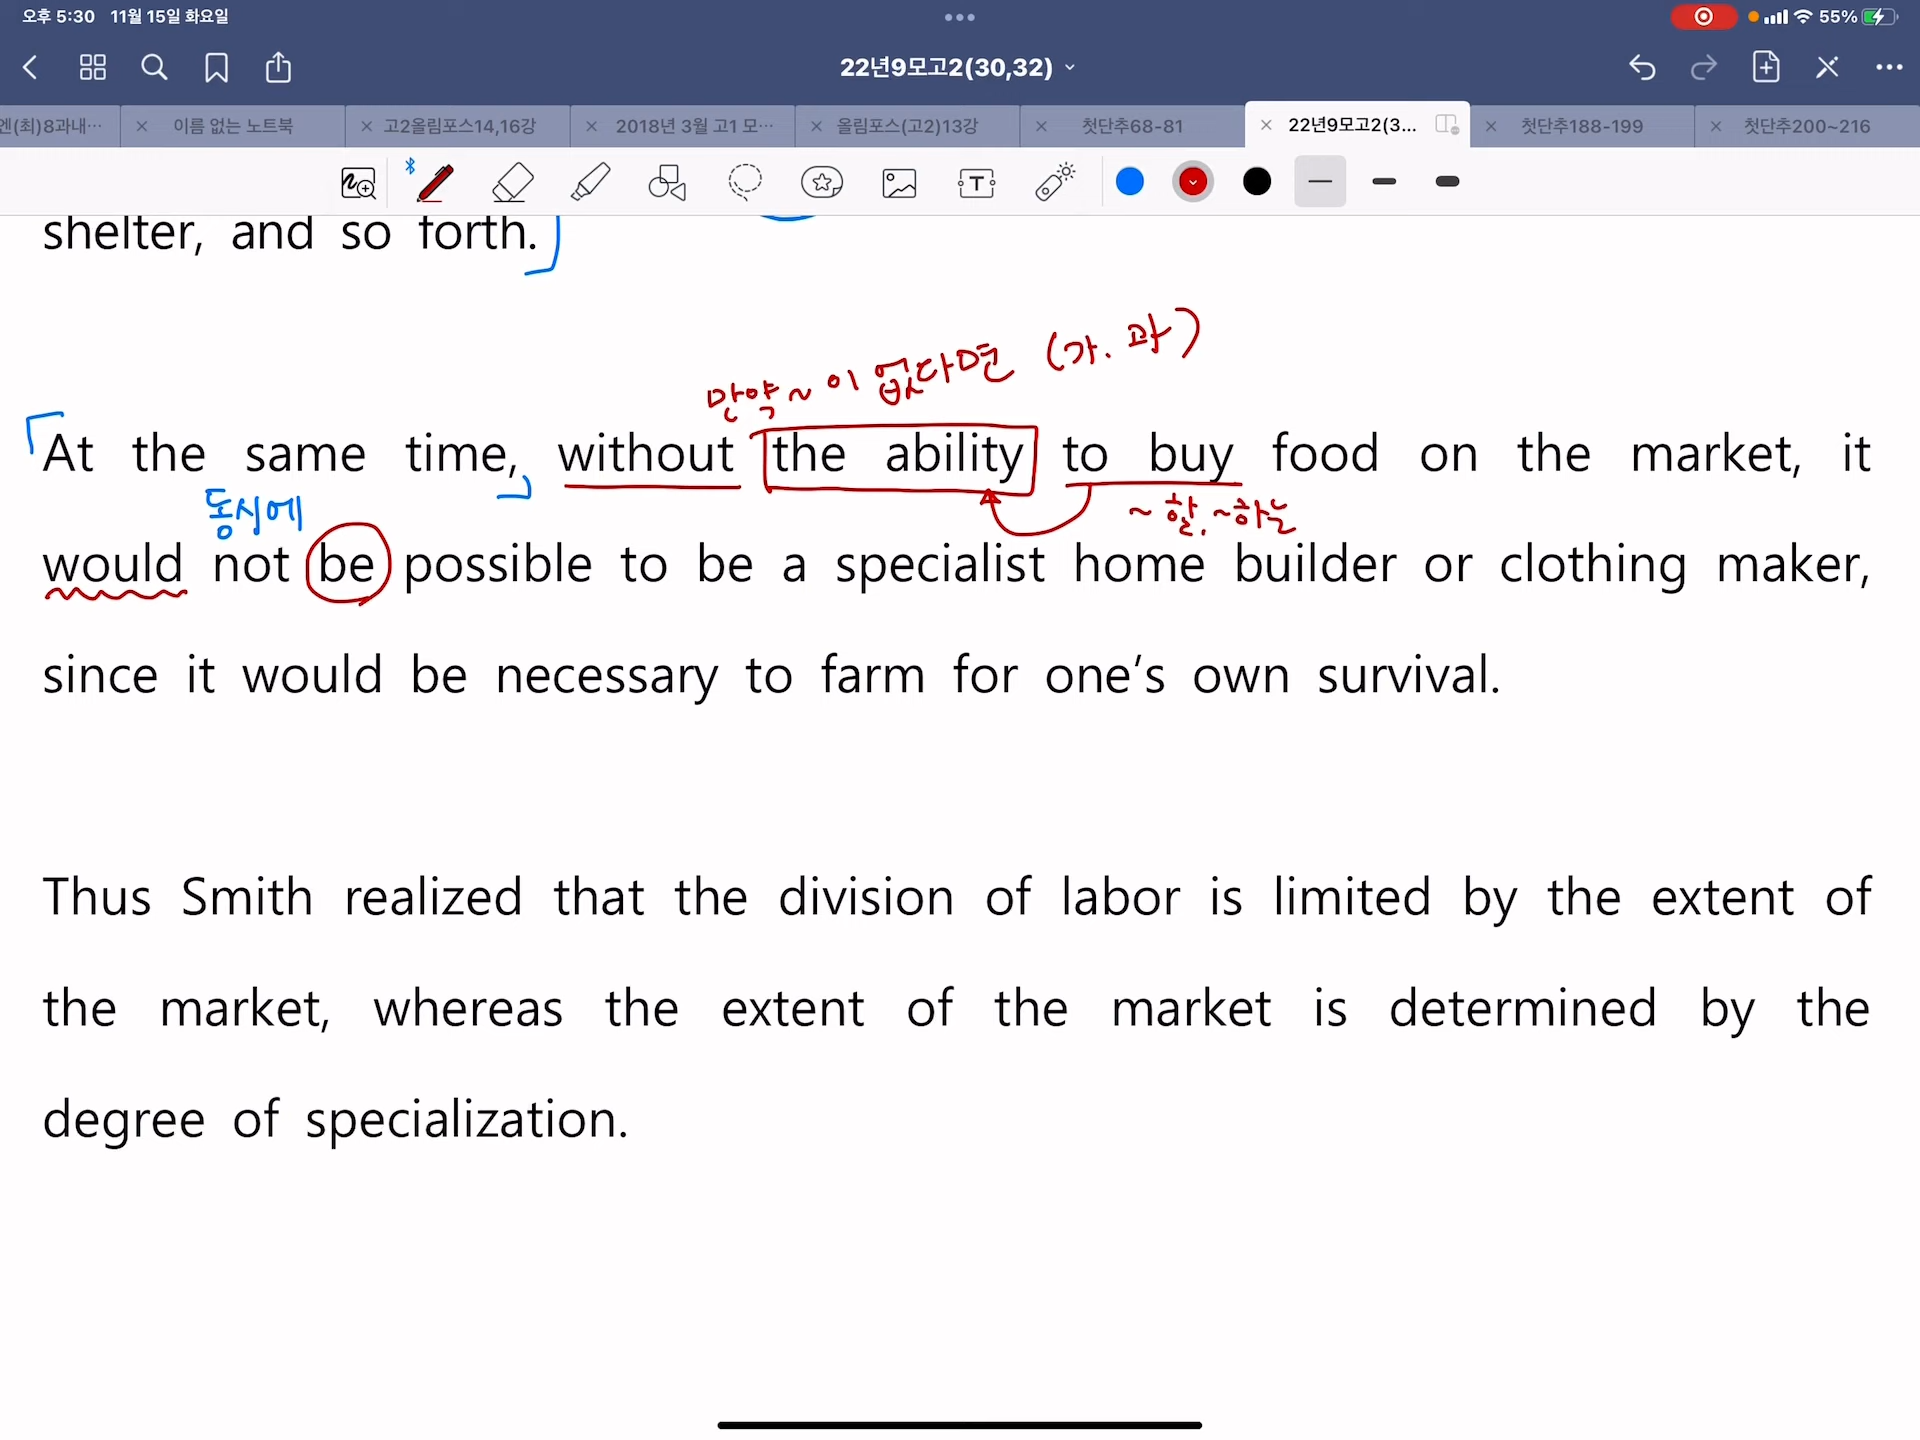 오후 5:30 11월 15일 화요일
55%
22년9모고2(30,32)
엔(최)8과내…
이름 없는 노트북
고2올림포스14,16강
2018년 3월 고1 모…
올림포스(고2)13강
첫단추68-81
22년9모고2(3...
첫단추188-199
첫단추200~216
shelter, and so forth.
만약~이 없다면 (가.과)
At the same time, without the ability to buy food on the market, it
동시에
~할, ~하는
would not be possible to be a specialist home builder or clothing maker,
since it would be necessary to farm for one's own survival.
Thus Smith realized that the division of labor is limited by the extent of
the market, whereas the extent of the market is determined by the
degree of specialization.